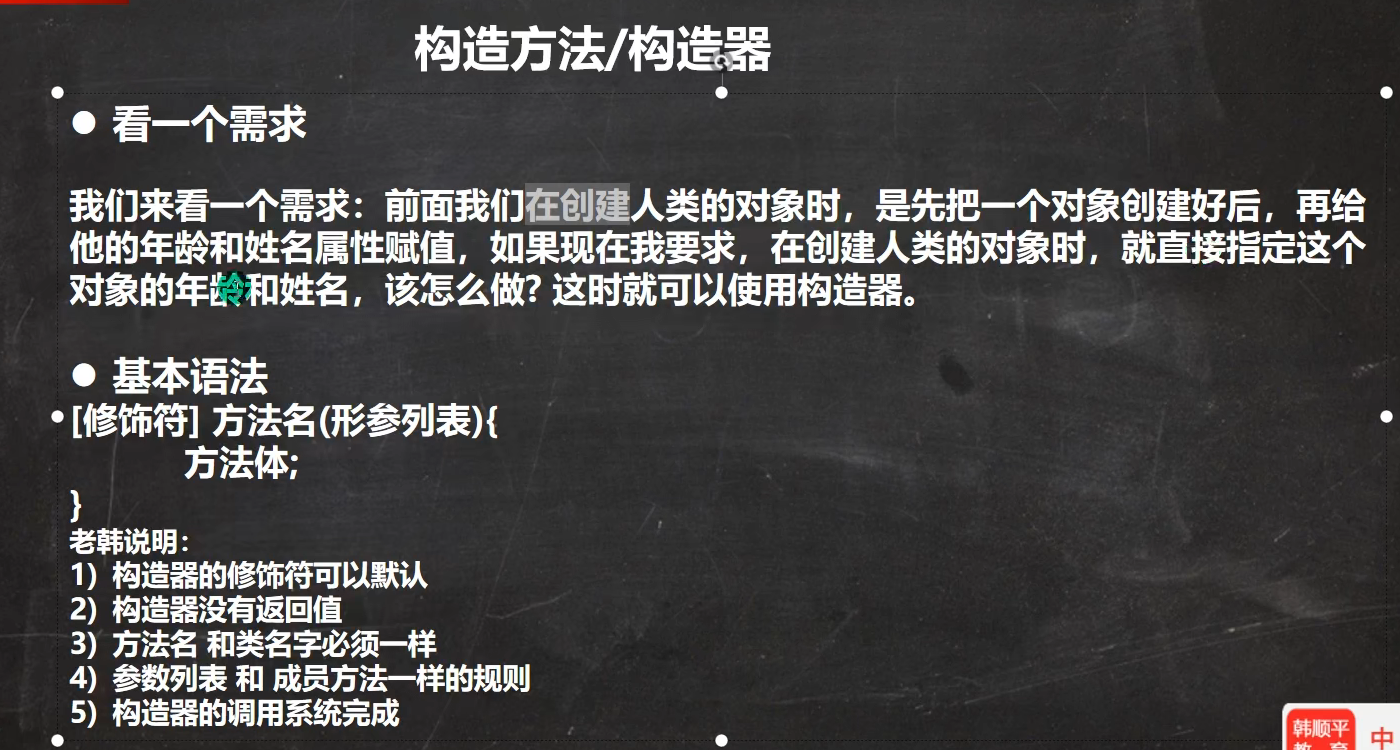 构造方法/构造器
● 看一个需求
我们来看一个需求：前面我们在创建人类的对象时，是先把一个对象创建好后，再给
他的年龄和姓名属性赋值，如果现在我要求，在创建人类的对象时，就直接指定这个
对象的年龄和姓名，该怎么做? 这时就可以使用构造器。
● 基本语法
[修饰符] 方法名(形参列表){
方法体;
}
老韩说明：
1) 构造器的修饰符可以默认
2) 构造器没有返回值
3) 方法名 和类名字必须一样
4) 参数列表 和 成员方法一样的规则
5) 构造器的调用系统完成
韩顺平
教 育
中